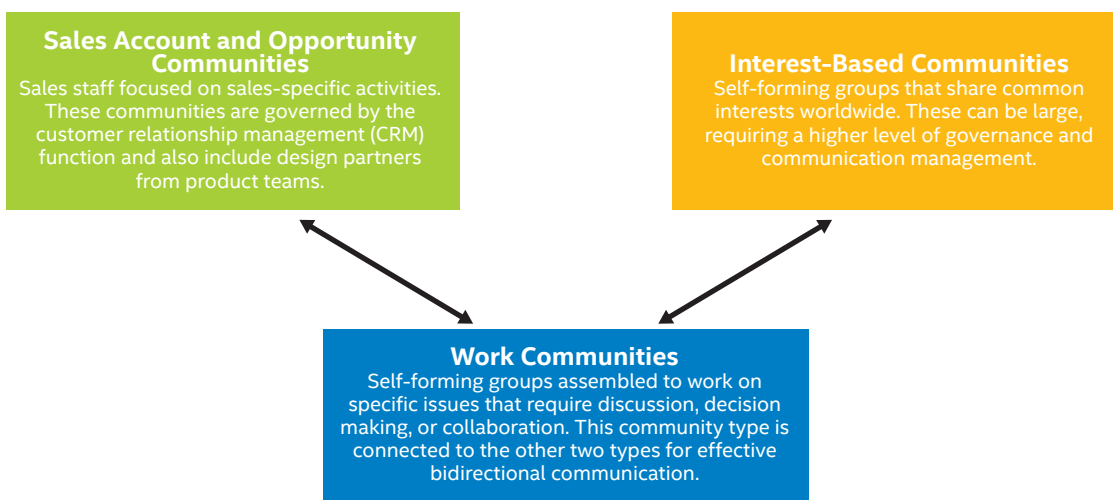 Sales Account and Opportunity
Communities
Sales staff focused on sales-specific activities.
These communities are governed by the
customer relationship management (CRM)
function and also include design partners
from product teams.
Interest-Based Communities
Self-forming groups that share common
interests worldwide. These can be large,
requiring a higher level of governance and
communication management.
Work Communities
Self-forming groups assembled to work on
specific issues that require discussion, decision
making, or collaboration. This community type is
connected to the other two types for effective
bidirectional communication.